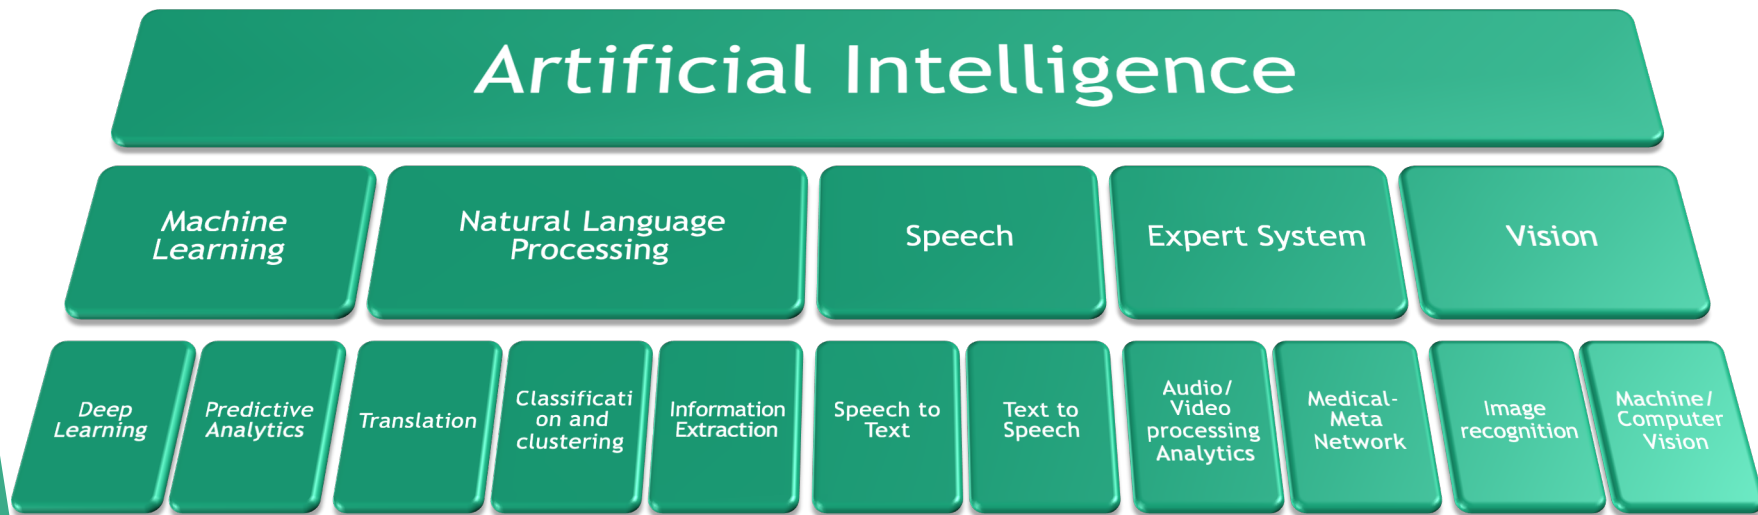 Artificial Intelligence
Machine
Learning
Natural Language
Processing
Speech
Expert System
Vision
Deep
Learning
Predictive
Analytics
Translation
Classificati
on and
clustering
Information
Extraction
Speech to
Text
Text to
Speech
Audio/
Video
processing
Analytics
Medical-
Meta
Network
Image
recognition
Machine/
Computer
Vision